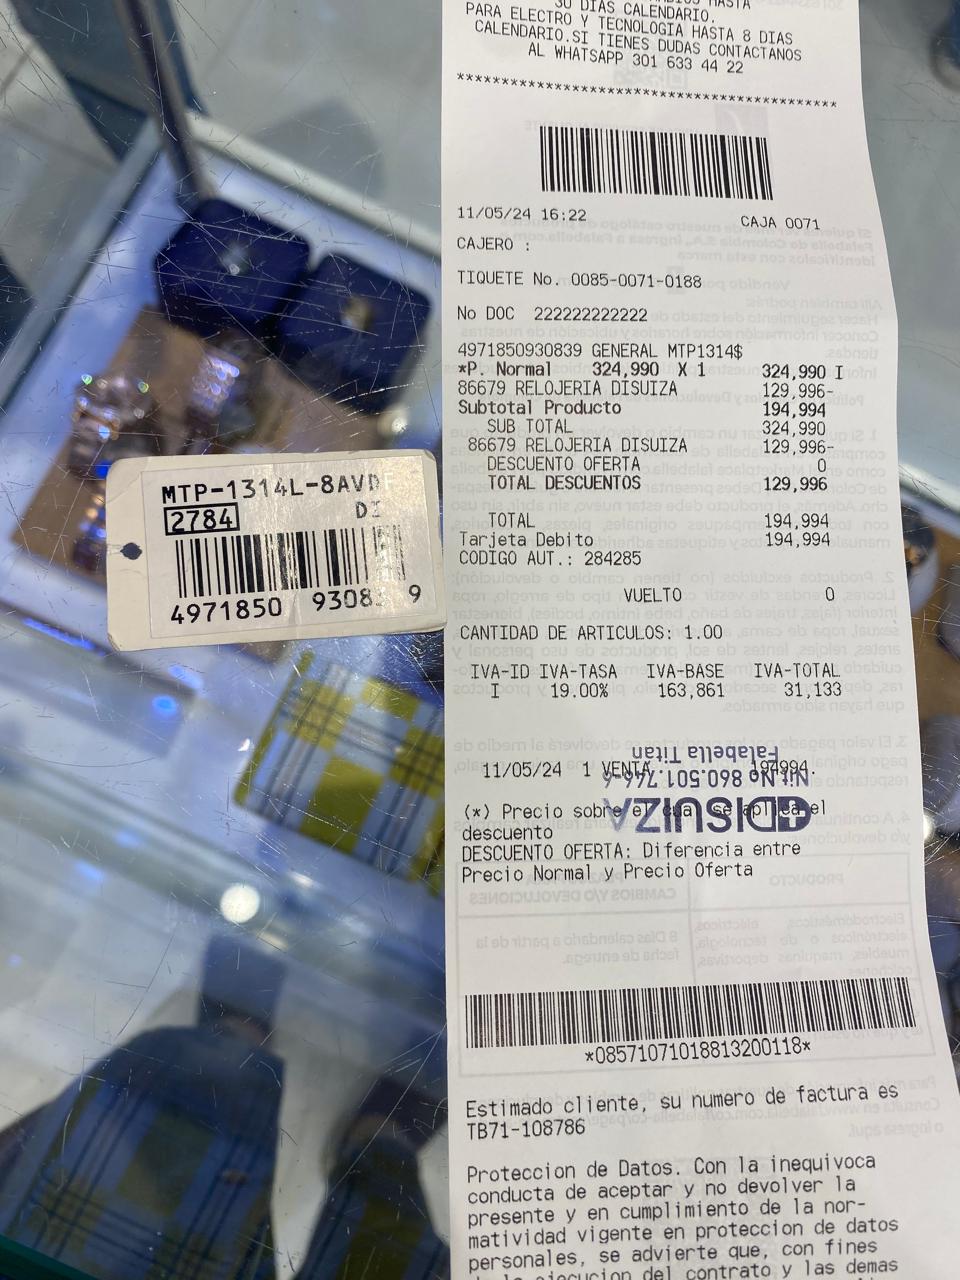 30 DIAS CALENDARIO.
PARA ELECTRO Y TECNOLOGIA HASTA 8 DIAS
CALENDARIO.SI TIENES DUDAS CONTACTANOS
AL WHATSAPP 301 633 44 22
****************************************
11/05/24 16:22 CAJA 0071
CAJERO :
TIQUETE No. 0085-0071-0188
No DOC 222222222222
4971850930839 GENERAL MTP1314$
*P. Normal 324,990 X 1 324,990 I
86679 RELOJERIA DISUIZA 129,996-
Subtotal Producto 194,994
SUB TOTAL 324,990
86679 RELOJERIA DISUIZA 129,996-
DESCUENTO OFERTA 0
TOTAL DESCUENTOS 129,996
TOTAL 194,994
Tarjeta Debito 194,994
CODIGO AUT.: 284285
VUELTO 0
CANTIDAD DE ARTICULOS: 1.00
IVA-ID IVA-TASA IVA-BASE IVA-TOTAL
I 19.00% 163,861 31,133
11/05/24 1 VENTA 194994.
(*) Precio sobre el cual se aplica el
descuento
DESCUENTO OFERTA: Diferencia entre
Precio Normal y Precio Oferta
DISUIZA
Nit.No 860.501.746-6
Falabella Titan
*08571071018813200118*
Estimado cliente, su numero de factura es
TB71-108786
Proteccion de Datos. Con la inequivoca
conducta de aceptar y no devolver la
presente y en cumplimiento de la nor-
matividad vigente en proteccion de datos
personales, se advierte que, con fines
de la ejecucion del contrato y las demas
MTP-1314L-8AVDF
2784 DI
4971850 93083 9